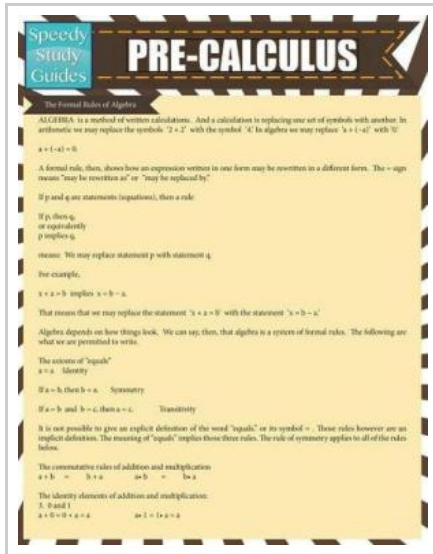 Speedy
Study
Guides
PRE-CALCULUS
The Formal Rules of Algebra
ALGEBRA is a method of written calculations. And a calculation is replacing one set of symbols with another. In
arithmetic we may replace the symbols '2 + 2' with the symbol '4.' In algebra we may replace 'a + (−a)' with '0.'
a + (−a) = 0.
A formal rule, then, shows how an expression written in one form may be rewritten in a different form. The = sign
means "may be rewritten as" or "may be replaced by."
If p and q are statements (equations), then a rule
If p, then q,
or equivalently
p implies q,
means: We may replace statement p with statement q.
For example,
x + a = b implies x = b − a.
That means that we may replace the statement 'x + a = b' with the statement 'x = b − a.'
Algebra depends on how things look. We can say, then, that algebra is a system of formal rules. The following are
what we are permitted to write.
The axioms of "equals"
a = a Identity
If a = b, then b = a. Symmetry
If a = b and b = c, then a = c. Transitivity
It is not possible to give an explicit definition of the word "equals," or its symbol = . Those rules however are an
implicit definition. The meaning of "equals" implies those three rules. The rule of symmetry applies to all of the rules
below.
The commutative rules of addition and multiplication
a + b = b + a a• b = b• a
The identity elements of addition and multiplication:
3. 0 and 1
a + 0 = 0 + a = a a• 1 = 1• a = a